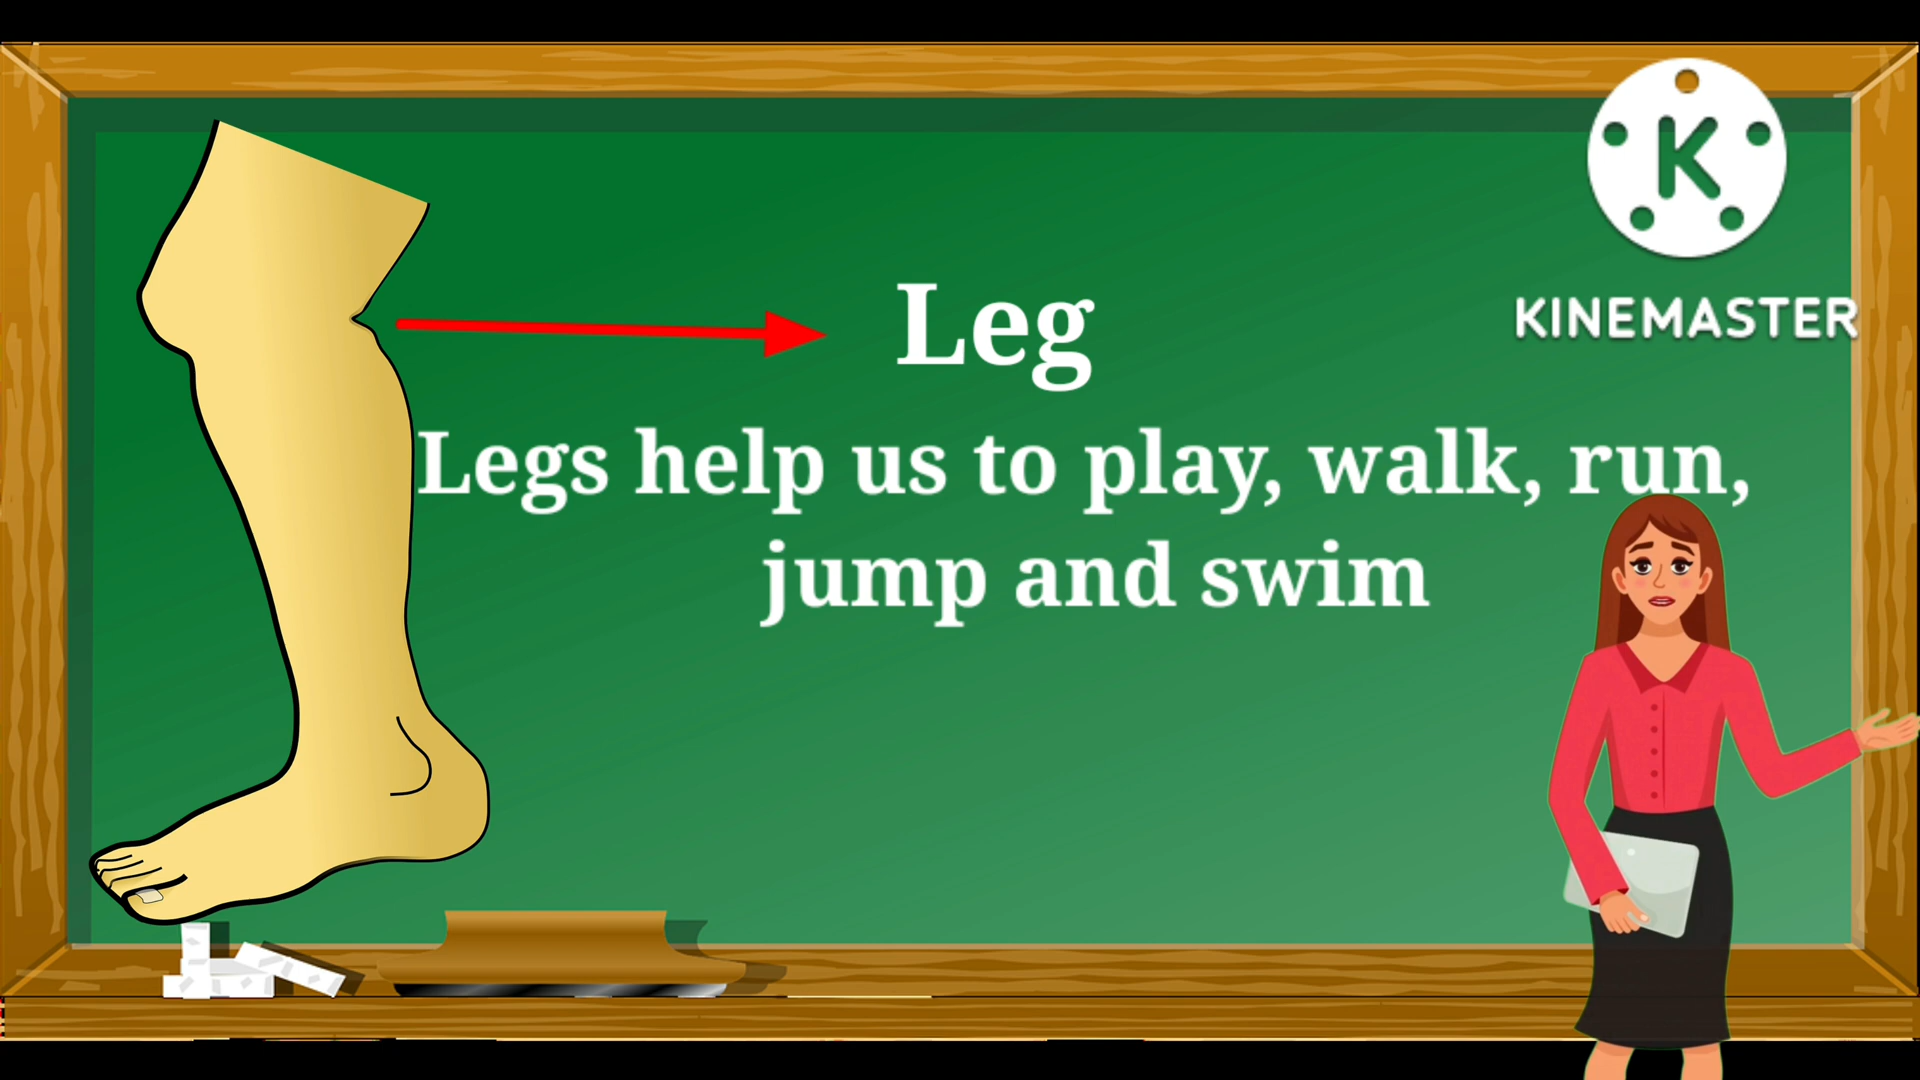 K
KINEMASTER
Leg
Legs help us to play, walk, run,
jump and swim